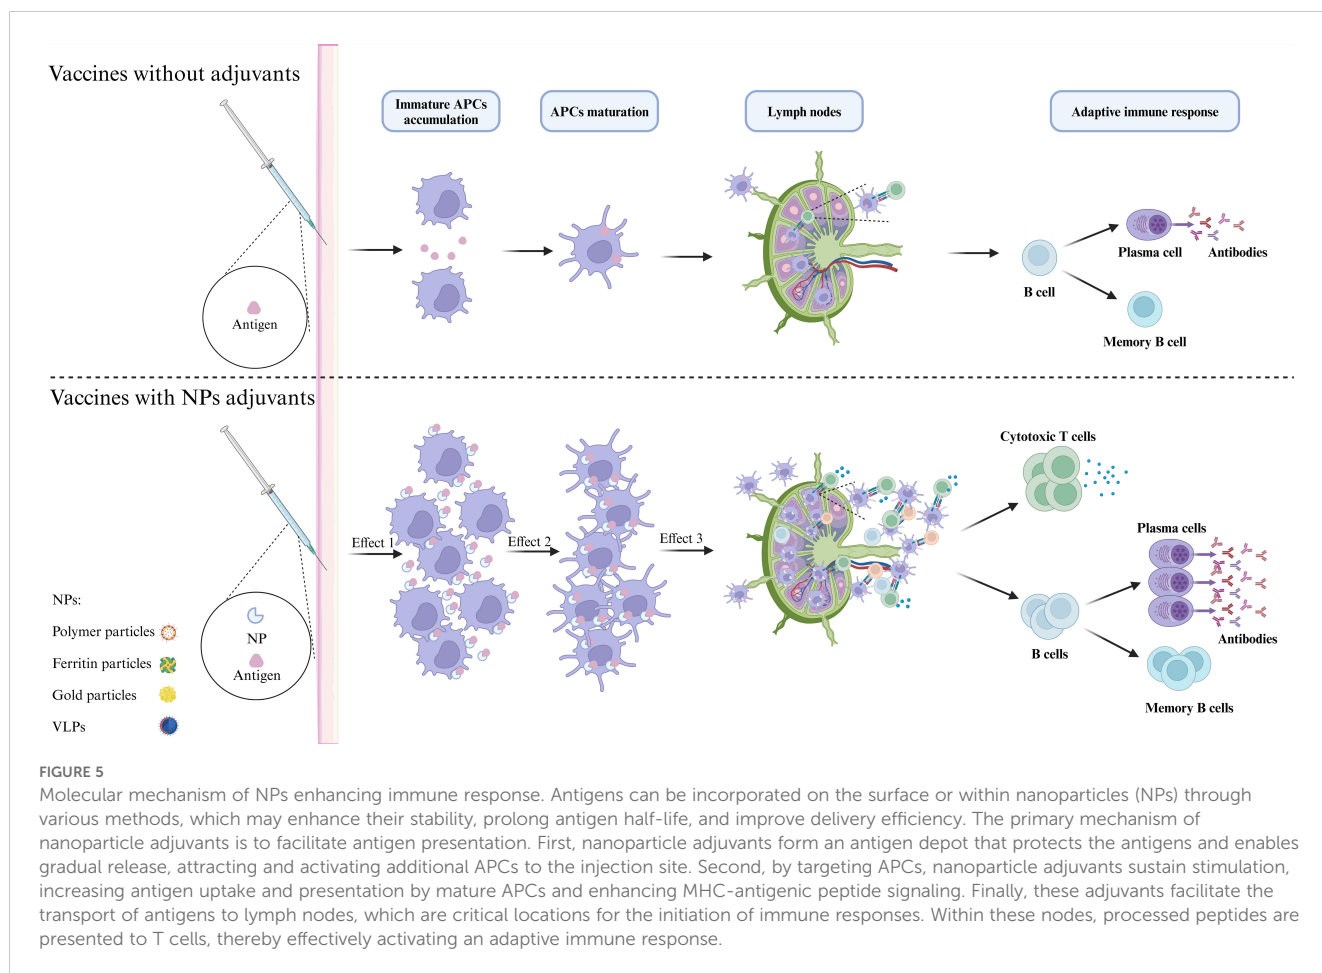 Vaccines without adjuvants
Immature APCs
accumulation
APCs maturation
Lymph nodes
Adaptive immune response
Antigen
B cell
Plasma cell
Antibodies
Memory B cell
Vaccines with NPs adjuvants
NPs:
Polymer particles
Ferritin particles
Gold particles
VLPs
NP
Antigen
Effect 1
Effect 2
Effect 3
Cytotoxic T cells
Plasma cells
Antibodies
B cells
Memory B cells
FIGURE 5
Molecular mechanism of NPs enhancing immune response. Antigens can be incorporated on the surface or within nanoparticles (NPs) through
various methods, which may enhance their stability, prolong antigen half-life, and improve delivery efficiency. The primary mechanism of
nanoparticle adjuvants is to facilitate antigen presentation. First, nanoparticle adjuvants form an antigen depot that protects the antigens and enables
gradual release, attracting and activating additional APCs to the injection site. Second, by targeting APCs, nanoparticle adjuvants sustain stimulation,
increasing antigen uptake and presentation by mature APCs and enhancing MHC-antigenic peptide signaling. Finally, these adjuvants facilitate the
transport of antigens to lymph nodes, which are critical locations for the initiation of immune responses. Within these nodes, processed peptides are
presented to T cells, thereby effectively activating an adaptive immune response.